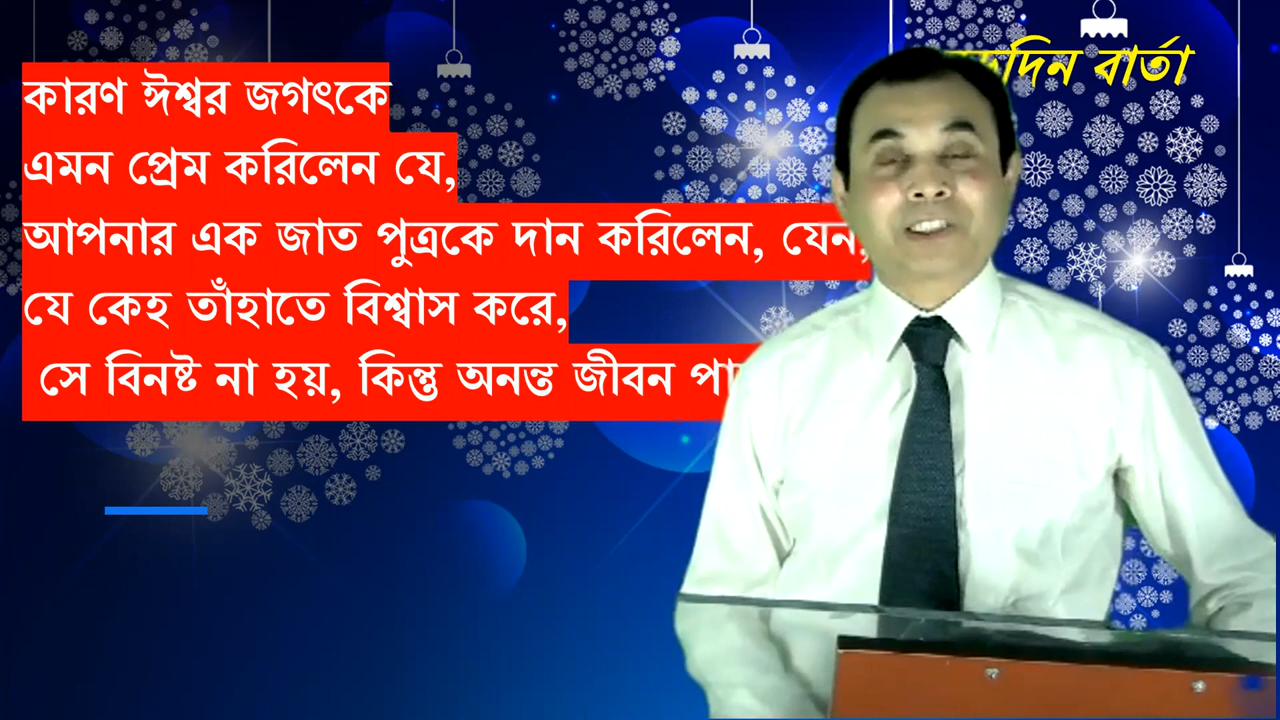 কারণ ঈশ্বর জগৎকে
এমন প্রেম করিলেন যে,
আপনার এক জাত পুত্রকে দান করিলেন, যেন,
যে কেহ তাঁহাতে বিশ্বাস করে,
সে বিনষ্ট না হয়, কিন্তু অনন্ত জীবন
বার্তা